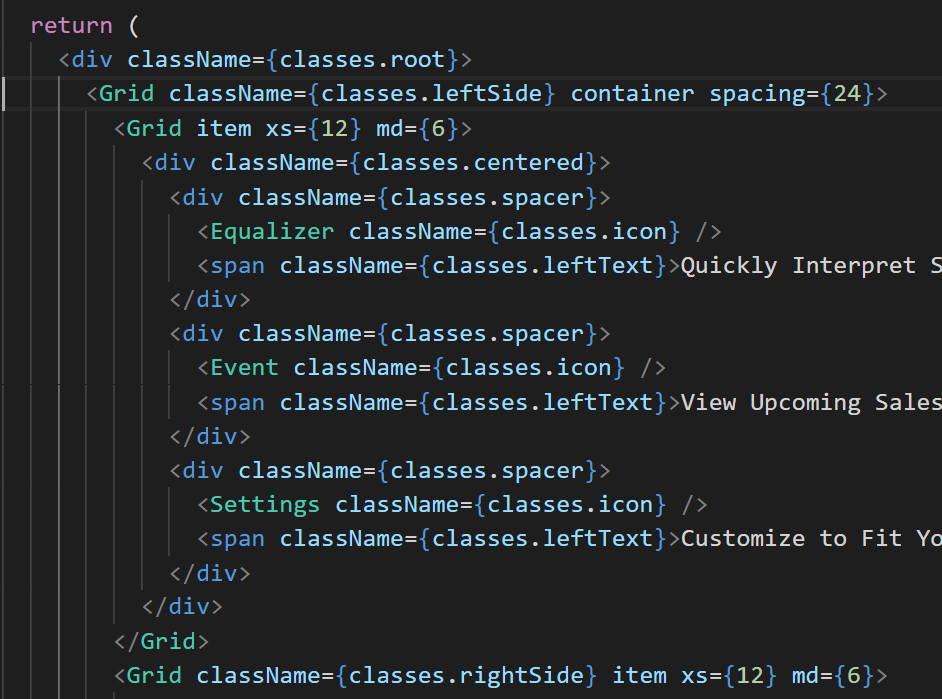 return (
<div className={classes.root}>
<Grid className={classes.leftSide} container spacing={24}>
<Grid item xs={12} md={6}>
<div className={classes.centered}>
<div className={classes.spacer}>
<Equalizer className={classes.icon} />
<span className={classes.leftText}>Quickly Interpret S
</div>
<div className={classes.spacer}>
<Event className={classes.icon} />
<span className={classes.leftText}>View Upcoming Sales
</div>
<div className={classes.spacer}>
<Settings className={classes.icon} />
<span className={classes.leftText}>Customize to Fit Yo
</div>
</div>
</Grid>
<Grid className={classes.rightSide} item xs={12} md={6}>